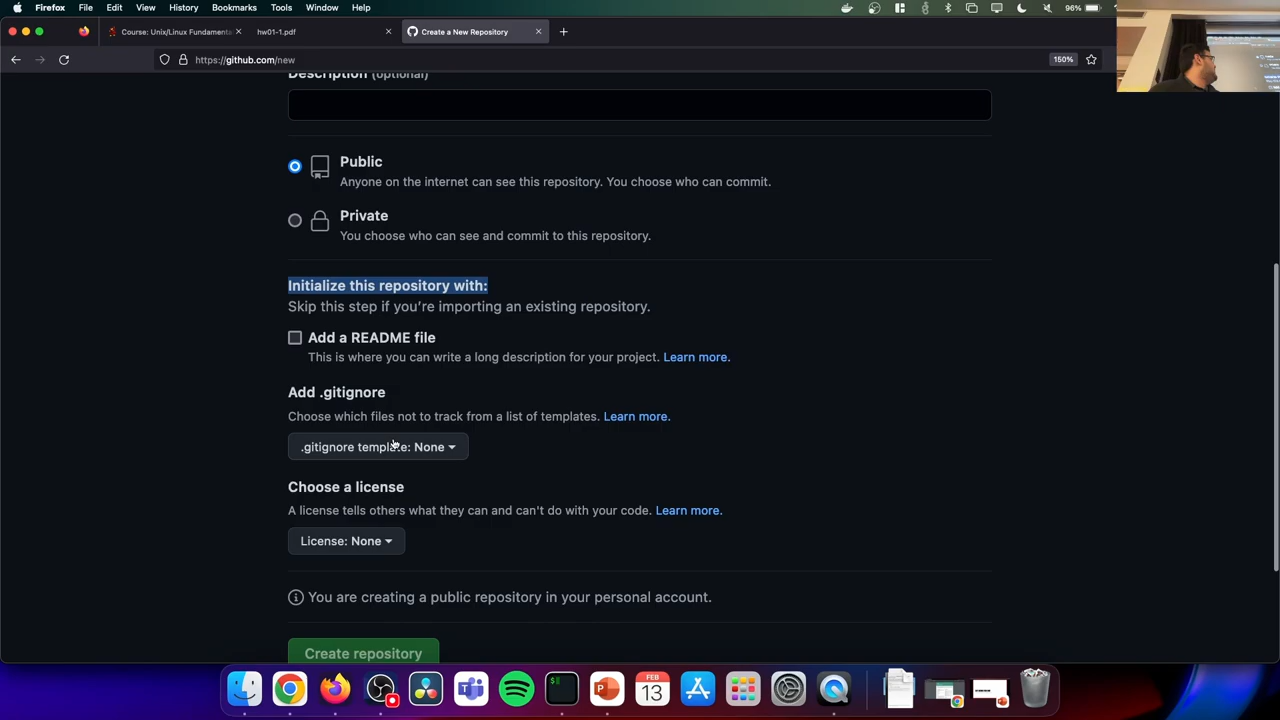 Firefox File Edit View History Bookmarks Tools Window Help
96%
Course: Unix/Linux Fundament
hw01-1.pdf
Create a New Repository
https://github.com/new
150%
Description (optional)
Public
Anyone on the internet can see this repository. You choose who can commit.
Private
You choose who can see and commit to this repository.
Initialize this repository with:
Skip this step if you’re importing an existing repository.
Add a README file
This is where you can write a long description for your project. Learn more.
Add .gitignore
Choose which files not to track from a list of templates. Learn more.
.gitignore template: None
Choose a license
A license tells others what they can and can't do with your code. Learn more.
License: None
You are creating a public repository in your personal account.
Create repository
FEB
13